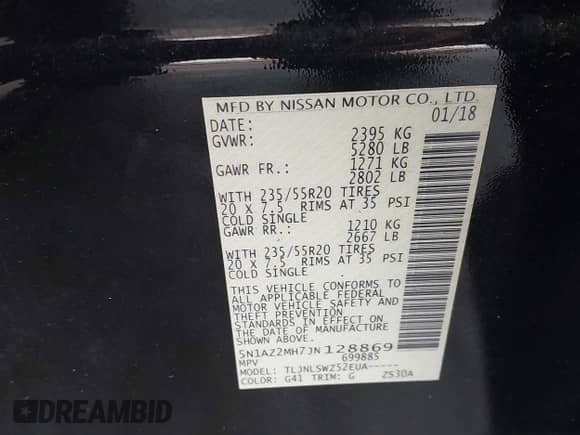 MFD BY NISSAN MOTOR CO., LTD.
DATE: 01/18
GVWR: 2395 KG
5280 LB
GAWR FR.: 1271 KG
2802 LB
WITH 235/55R20 TIRES
20 X 7.5 RIMS AT 35 PSI
COLD SINGLE
GAWR RR.: 1210 KG
2667 LB
WITH 235/55R20 TIRES
20 X 7.5 RIMS AT 35 PSI
COLD SINGLE
THIS VEHICLE CONFORMS TO
ALL APPLICABLE FEDERAL
MOTOR VEHICLE SAFETY AND
THEFT PREVENTION
STANDARDS IN EFFECT ON
THE DATE OF MANUFACTURE
SHOWN ABOVE.
5N1AZ2MH7JN128869
MPV 699885
MODEL: TLJNLSWZ52EUA-----
COLOR: G41 TRIM: G 2S30A
DREAMBID